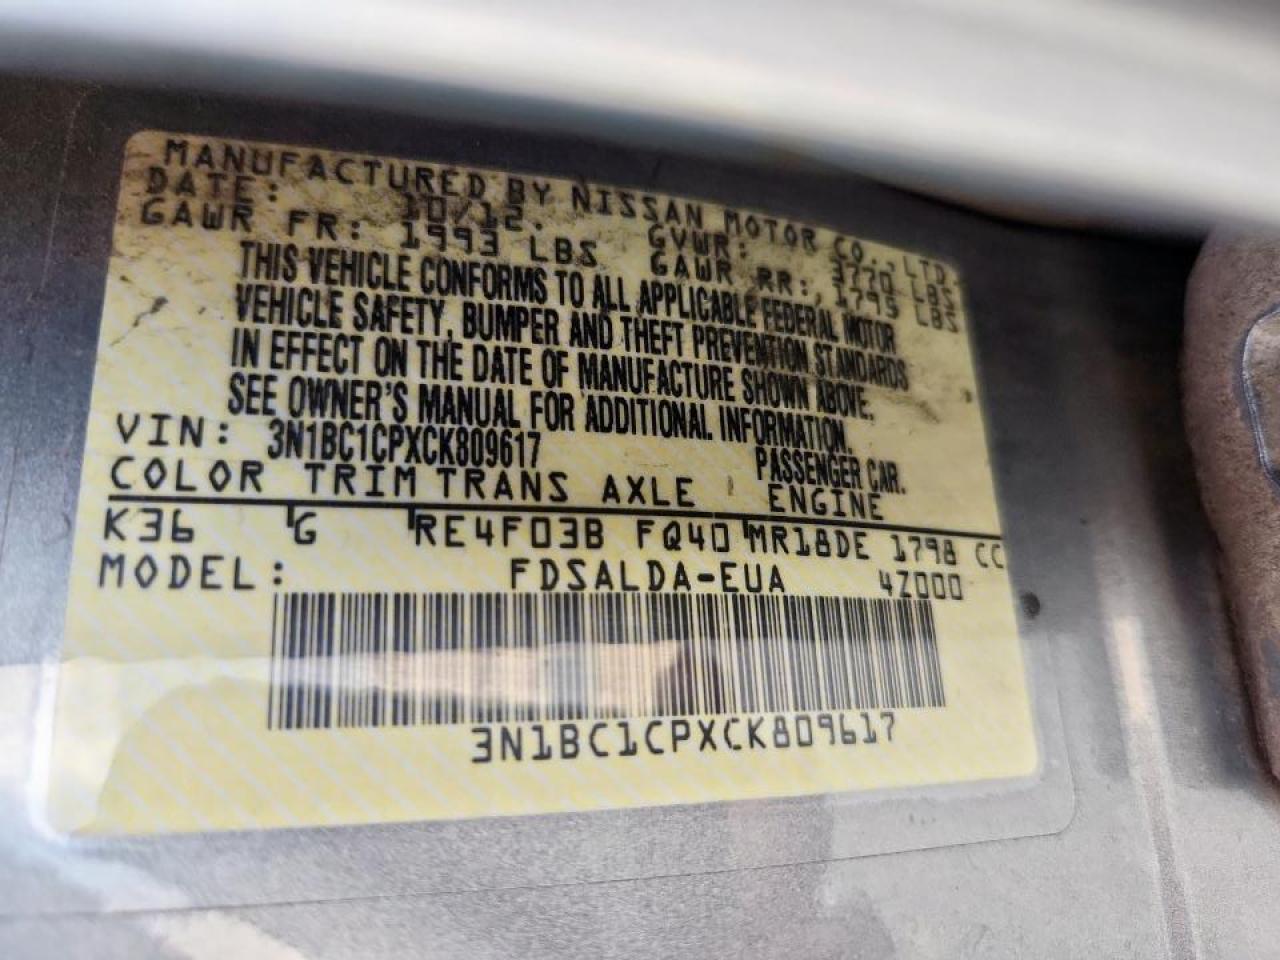 MANUFACTURED BY NISSAN MOTOR CO., LTD.
DATE: 10/12. GVWR: 3770 LBS
GAWR FR: 1993 LBS GAWR RR: 1795 LBS
THIS VEHICLE CONFORMS TO ALL APPLICABLE FEDERAL MOTOR
VEHICLE SAFETY, BUMPER AND THEFT PREVENTION STANDARDS
IN EFFECT ON THE DATE OF MANUFACTURE SHOWN ABOVE.
SEE OWNER'S MANUAL FOR ADDITIONAL INFORMATION.
VIN: 3N1BC1CPXCK809617 PASSENGER CAR.
COLOR TRIM TRANS AXLE ENGINE
K36 G RE4F03B FQ40 MR18DE 1798 CC
MODEL: FDSALDA-EUA 4Z000
3N1BC1CPXCK809617